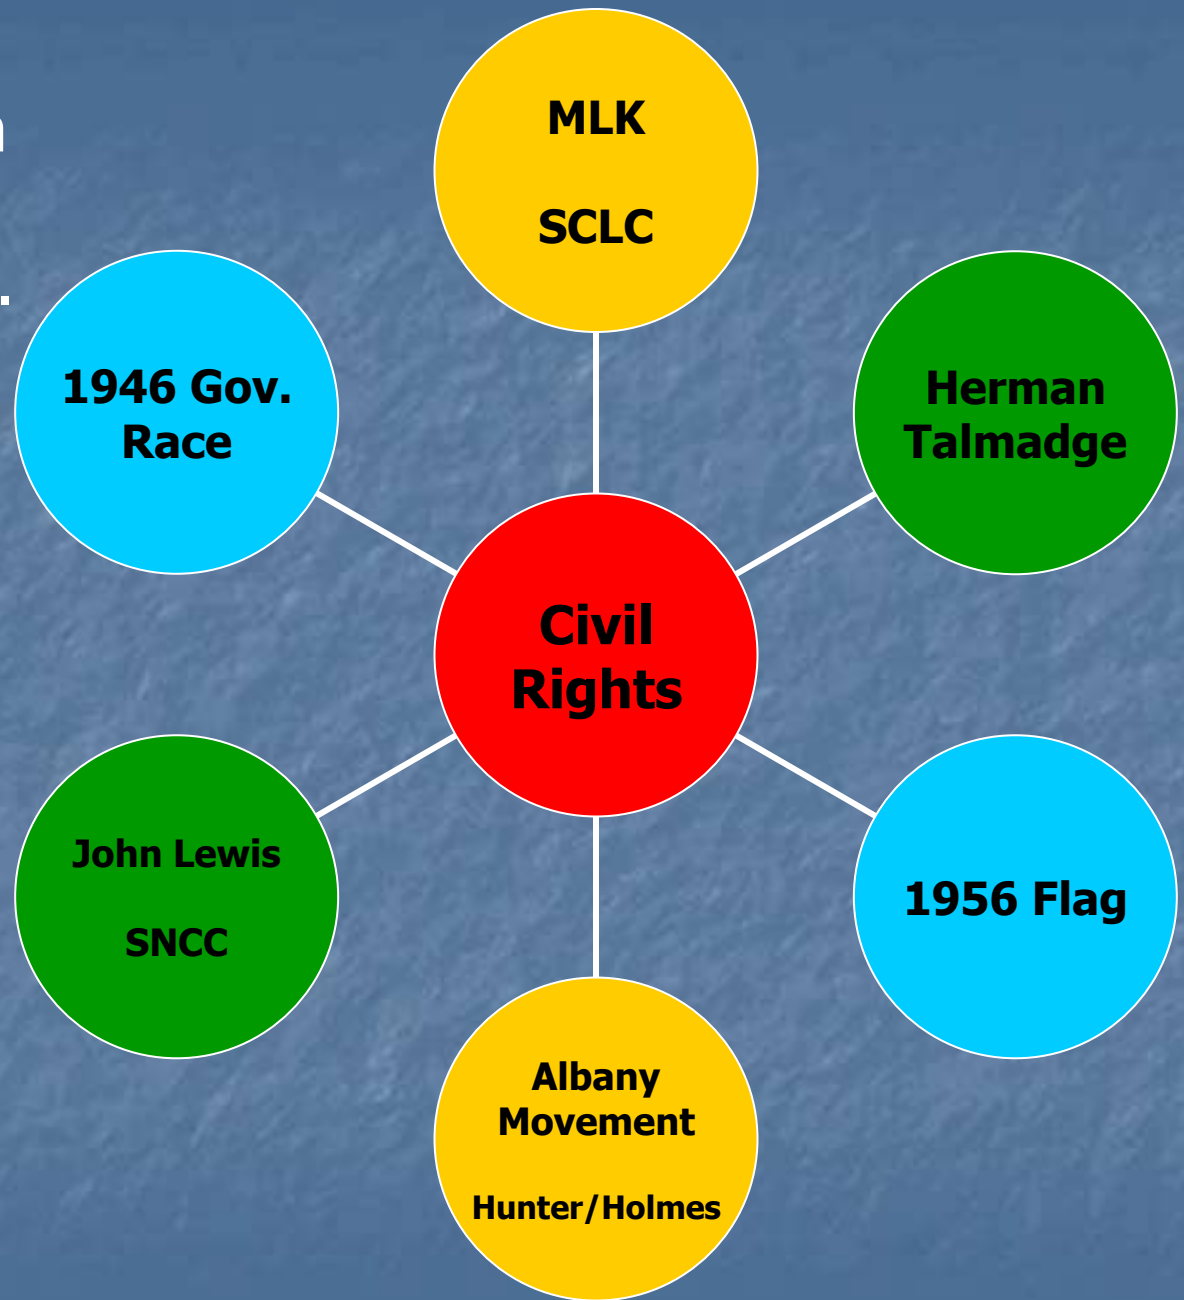 MLK
SCLC
1946 Gov.
Race
Herman
Talmadge
Civil
Rights
John Lewis
SNCC
1956 Flag
Albany
Movement
Hunter/Holmes